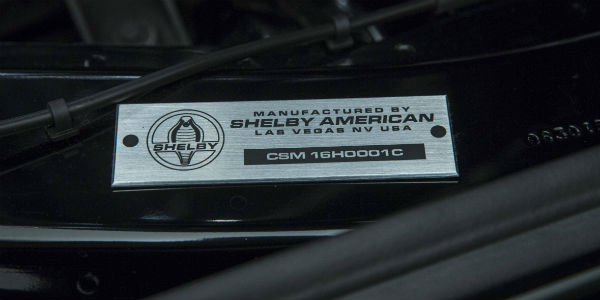 MANUFACTURED BY
SHELBY AMERICAN
LAS VEGAS NV USA
SHELBY
CSM 16H0001C